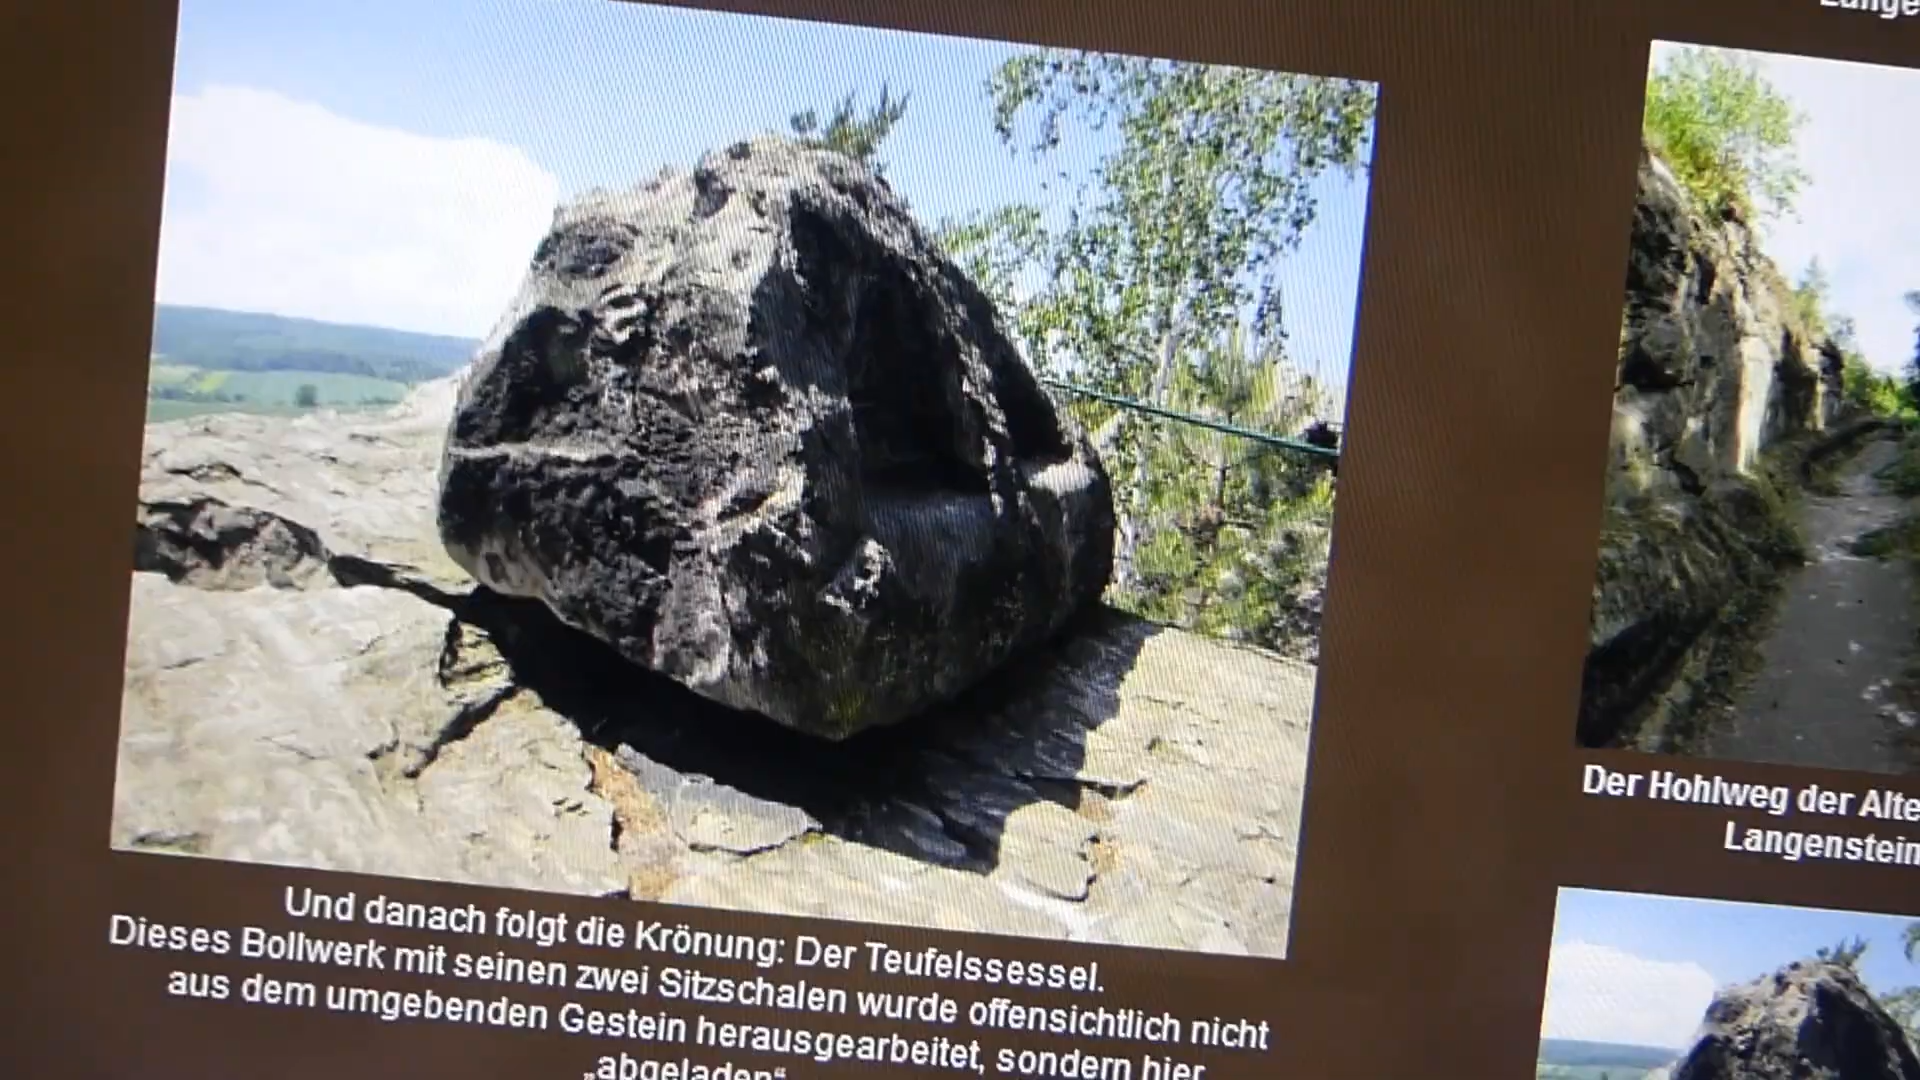 Und danach folgt die Krönung: Der Teufelssessel.
Dieses Bollwerk mit seinen zwei Sitzschalen wurde offensichtlich nicht
aus dem umgebenden Gestein herausgearbeitet, sondern hier
„abgeladen“
Der Hohlweg der Alte
Langenstein